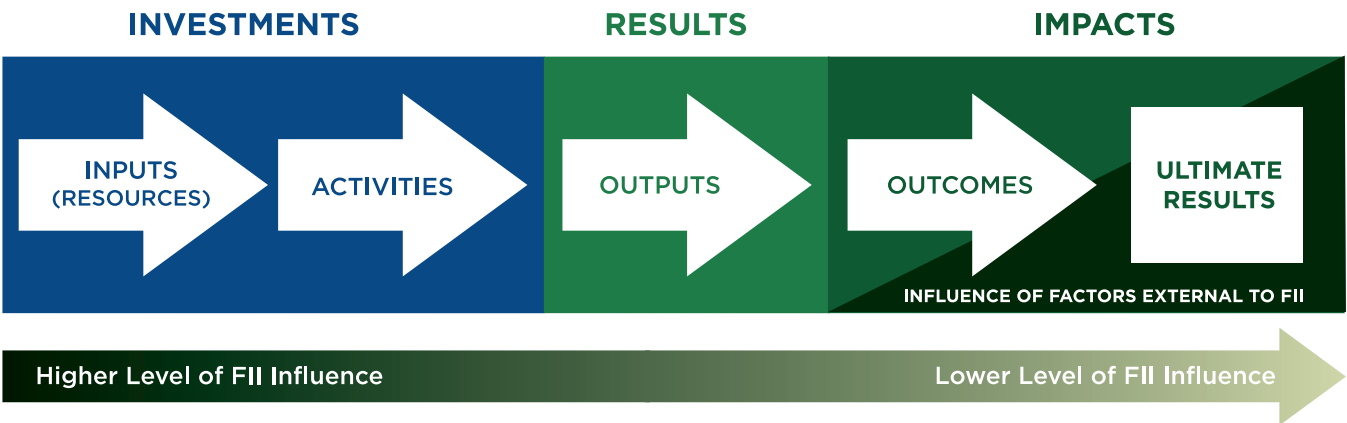 INVESTMENTS
RESULTS
IMPACTS
INPUTS
(RESOURCES)
ACTIVITIES
OUTPUTS
OUTCOMES
ULTIMATE
RESULTS
INFLUENCE OF FACTORS EXTERNAL TO FII
Higher Level of FII Influence
Lower Level of FII Influence